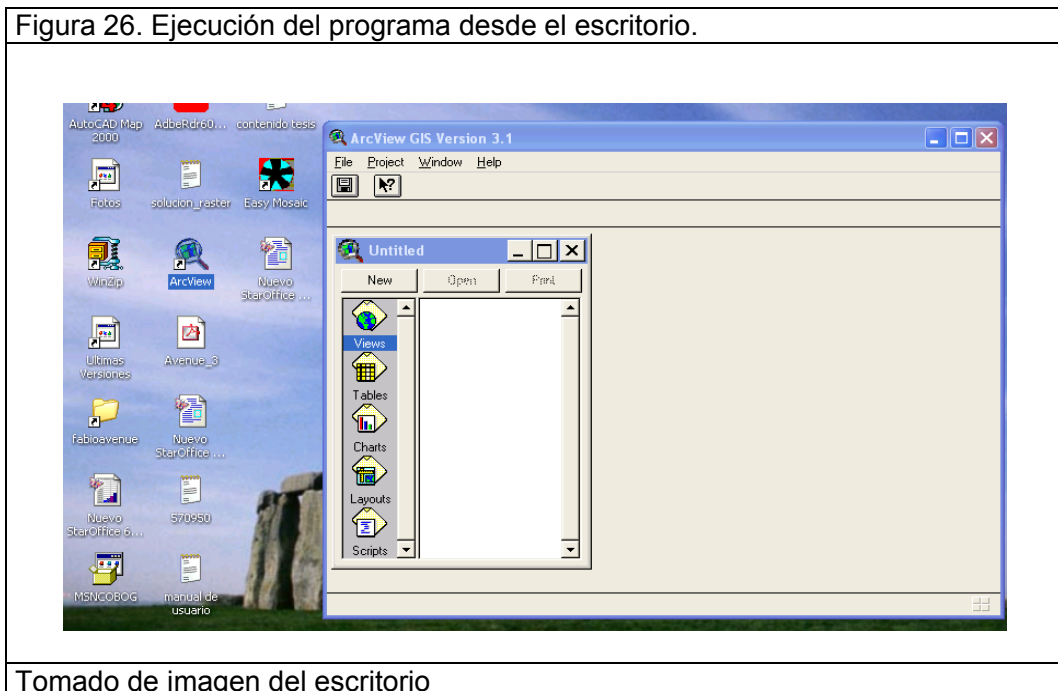 Figura 26. Ejecución del programa desde el escritorio.
AutoCAD Map
2000
AdbeRdr60...
contenido tesis
Fotos
solucion_raster
Easy Mosaic
WinZip
ArcView
Nuevo
StarOffice ...
Ultimas
Versiones
Avenue_3
fabioavenue
Nuevo
StarOffice ...
Nuevo
StarOffice 6...
570950
MSNCOBOG
manual de
usuario
ArcView GIS Version 3.1
File Project Window Help
Untitled
New Open Print
Views
Tables
Charts
Layouts
Scripts
Tomado de imagen del escritorio